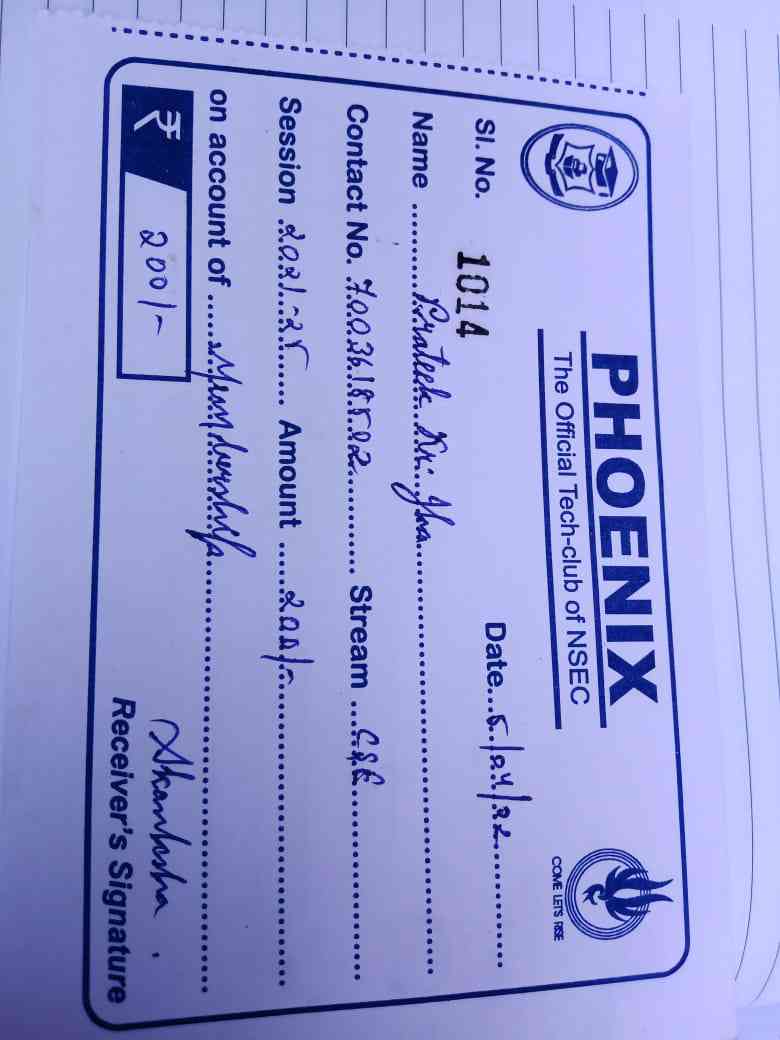 PHOENIX
The Official Tech-club of NSEC
COME LETS RISE
Sl. No. 1014 Date...5/04/22
Name Prateek Kr. Jha
Contact No. 7003618582 Stream CSE
Session 2021-25 Amount 200/-
on account of Membership
₹ 200/-
Akanksha
Receiver's Signature